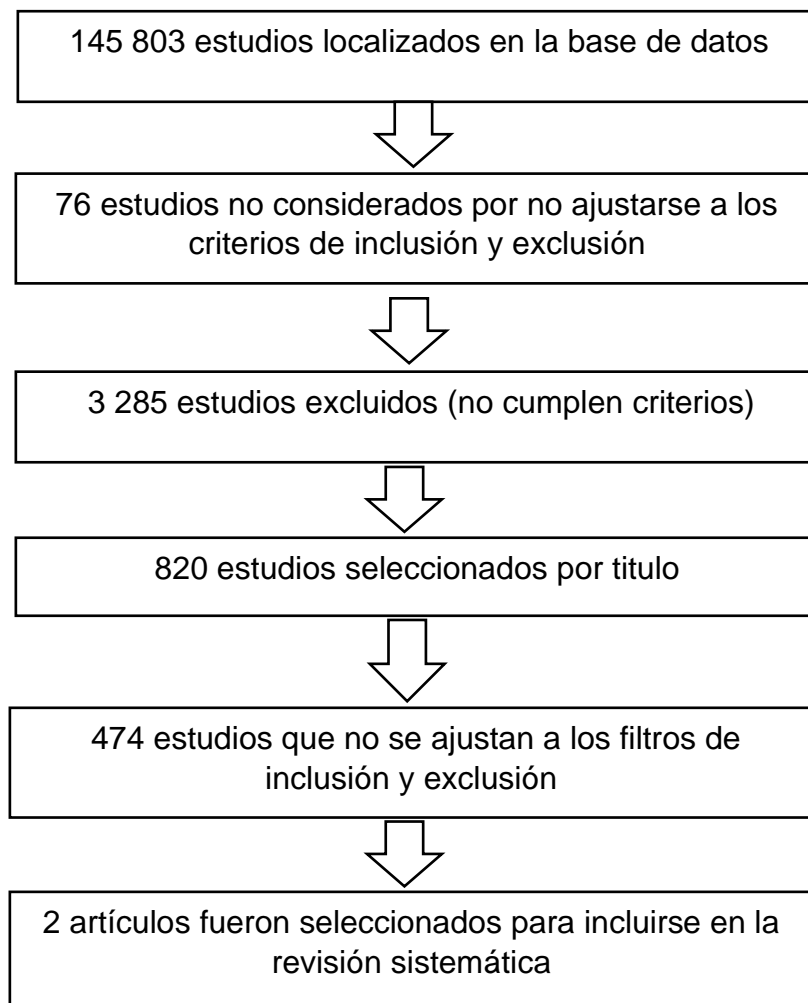 145 803 estudios localizados en la base de datos
76 estudios no considerados por no ajustarse a los
criterios de inclusión y exclusión
3 285 estudios excluidos (no cumplen criterios)
820 estudios seleccionados por titulo
474 estudios que no se ajustan a los filtros de
inclusión y exclusión
2 artículos fueron seleccionados para incluirse en la
revisión sistemática